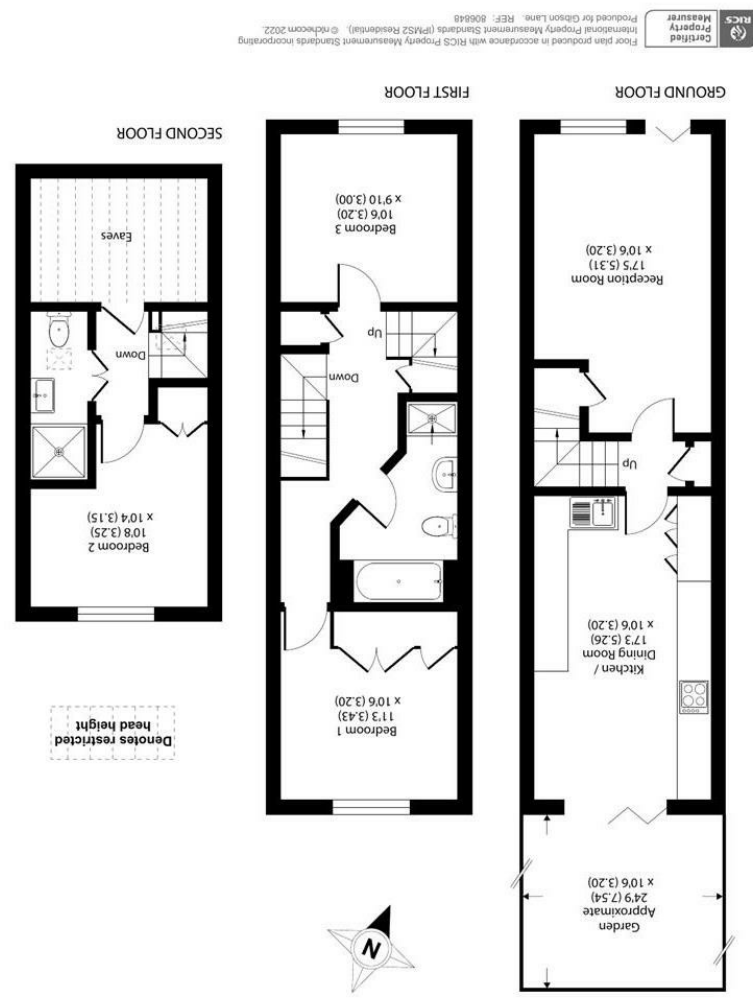 N
Denotes restricted
head height
Garden
Approximate
24'9 (7.54)
x 10'6 (3.20)
Kitchen /
Dining Room
17'3 (5.26)
x 10'6 (3.20)
Up
Reception Room
17'5 (5.31)
x 10'6 (3.20)
GROUND FLOOR
Bedroom 1
11'3 (3.43)
x 10'6 (3.20)
Down
Up
Bedroom 3
10'6 (3.20)
x 9'10 (3.00)
FIRST FLOOR
Bedroom 2
10'8 (3.25)
x 10'4 (3.15)
Down
Eaves
SECOND FLOOR
RICS
Certified
Property
Measurer
Floor plan produced in accordance with RICS Property Measurement Standards incorporating
International Property Measurement Standards (IPMS2 Residential). © nichecom 2022.
Produced for Gibson Lane. REF: 806848